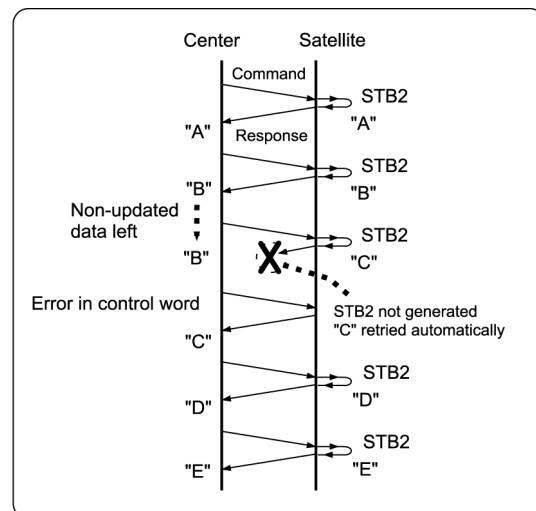 Center Satellite
Command
STB2
"A"
"A"
Response
STB2
"B"
"B"
Non-updated
data left
STB2
"B"
"C"
Error in control word
STB2 not generated
"C" retried automatically
"C"
STB2
"D"
"D"
STB2
"E"
"E"